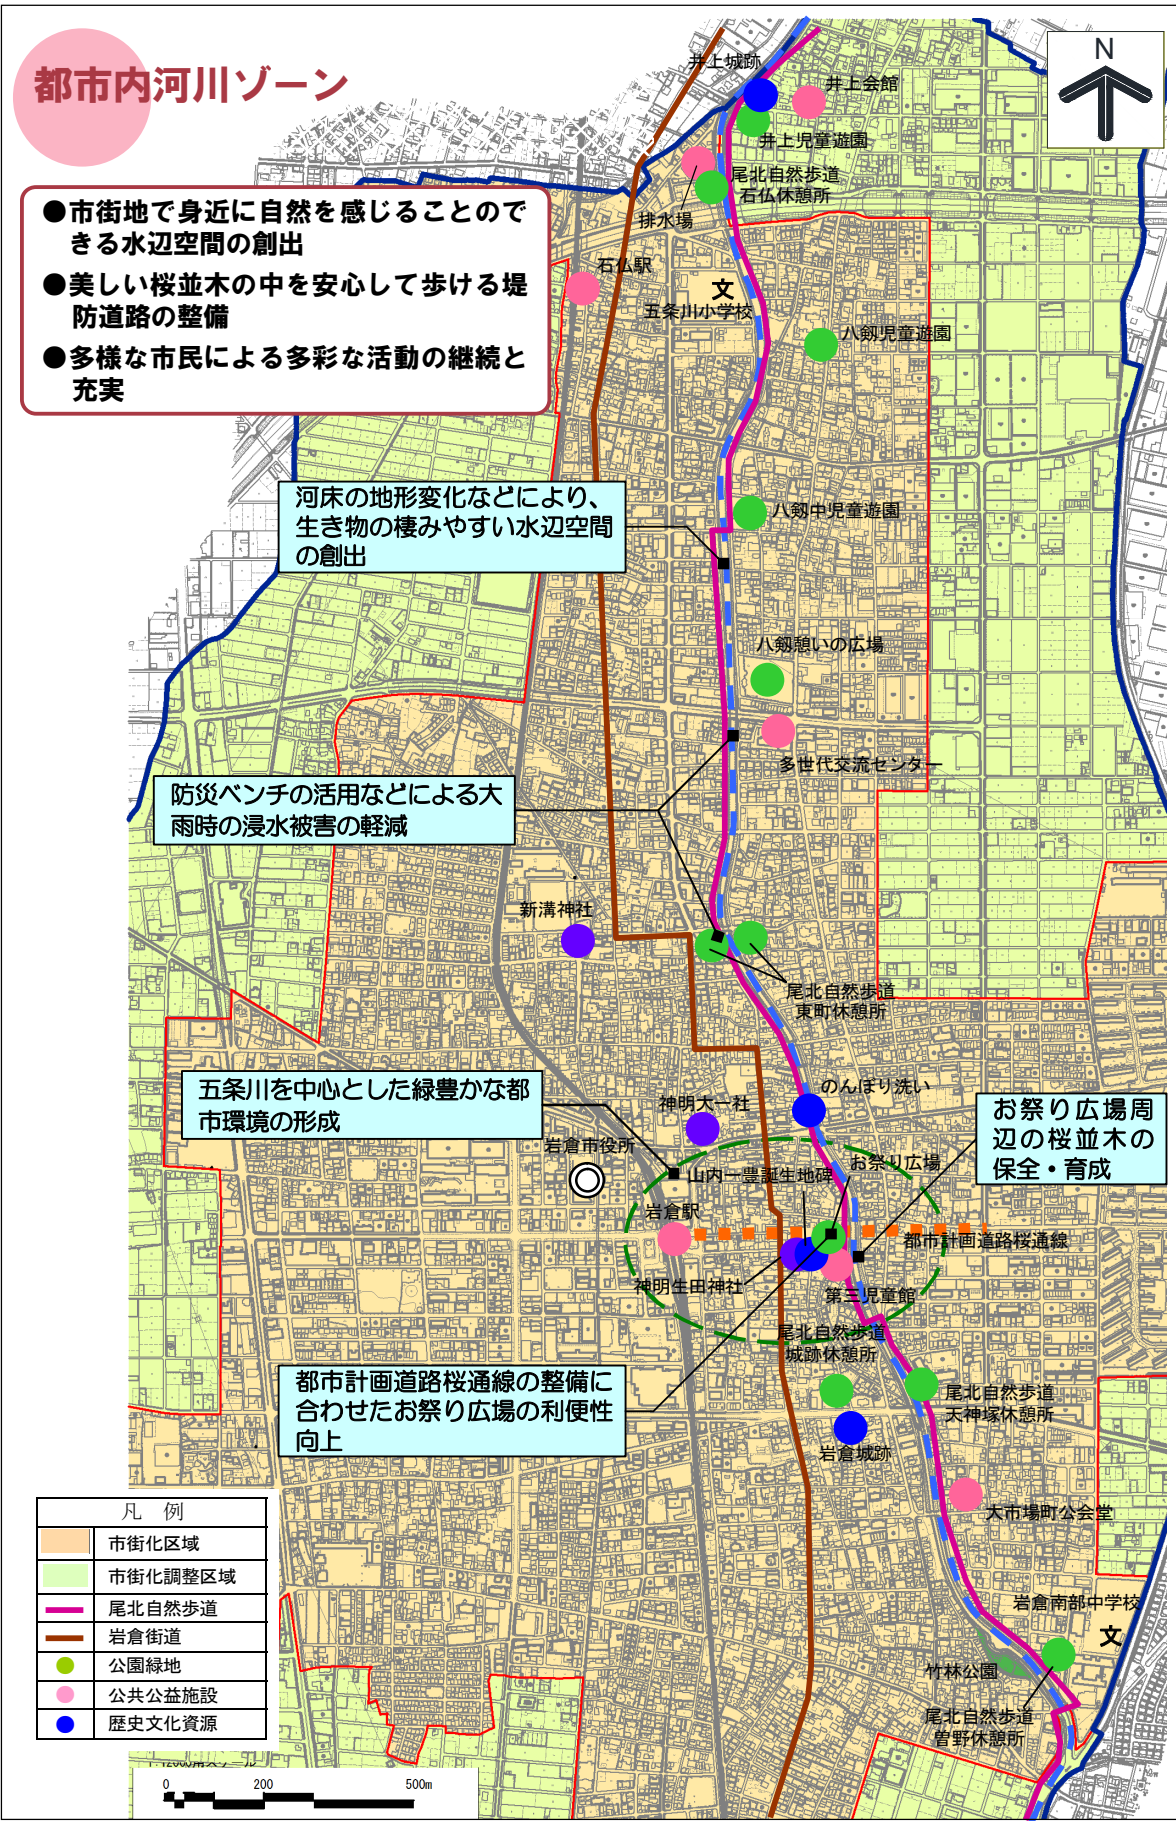 都市内河川ゾーン
●市街地で身近に自然を感じることので
きる水辺空間の創出
●美しい桜並木の中を安心して歩ける堤
防道路の整備
●多様な市民による多彩な活動の継続と
充実
N
井上城跡
井上会館
井上児童遊園
尾北自然歩道
石仏休憩所
排水場
石仏駅
文
五条川小学校
八剱児童遊園
河床の地形変化などにより、
生き物の棲みやすい水辺空間
の創出
八剱中児童遊園
八剱憩いの広場
多世代交流センター
防災ベンチの活用などによる大
雨時の浸水被害の軽減
新溝神社
尾北自然歩道
東町休憩所
五条川を中心とした緑豊かな都
市環境の形成
神明大一社
のんぼり洗い
お祭り広場周
辺の桜並木の
保全・育成
岩倉市役所
山内一豊誕生地碑
お祭り広場
岩倉駅
都市計画道路桜通線
神明生田神社
第三児童館
尾北自然歩道
城跡休憩所
都市計画道路桜通線の整備に
合わせたお祭り広場の利便性
向上
尾北自然歩道
天神塚休憩所
岩倉城跡
大市場町公会堂
岩倉南部中学校
文
竹林公園
尾北自然歩道
曽野休憩所
凡 例
市街化区域
市街化調整区域
尾北自然歩道
岩倉街道
公園緑地
公共公益施設
歴史文化資源
0 200 500m